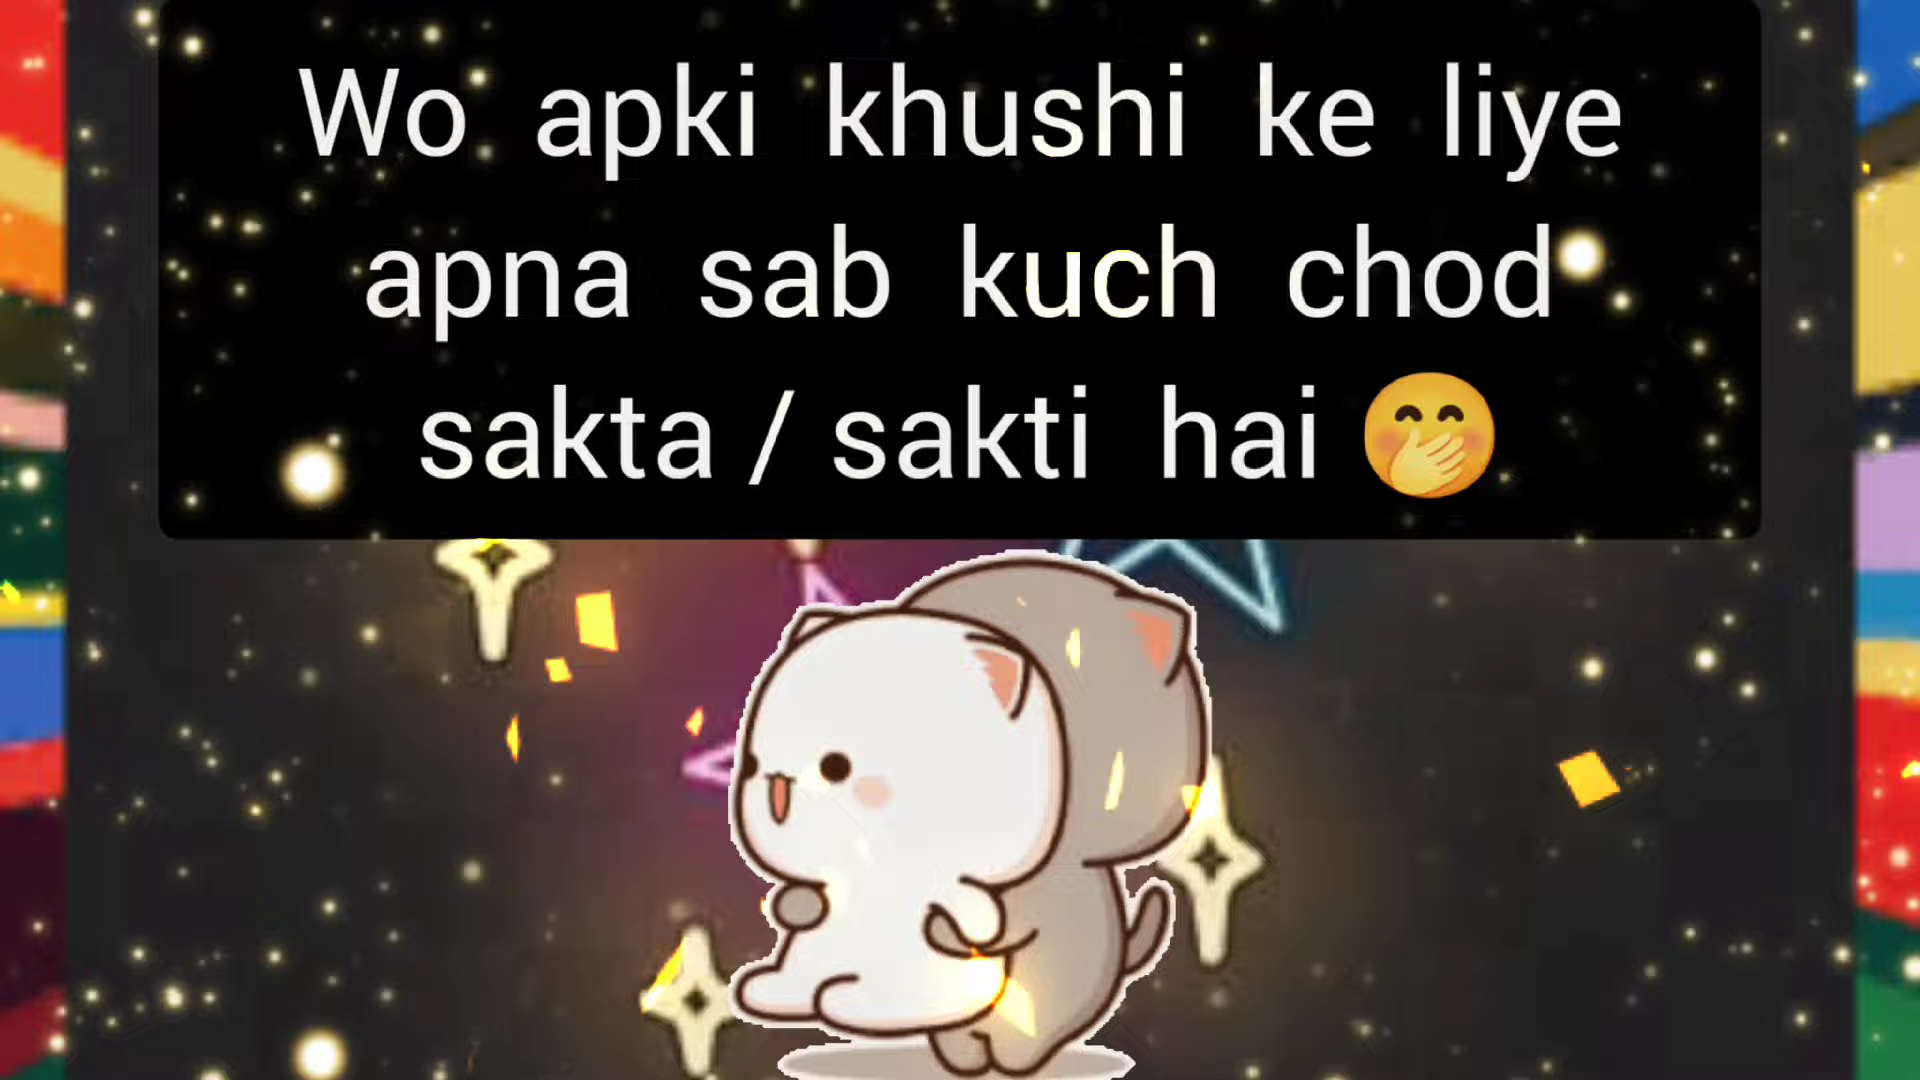 Wo apki khushi ke liye
apna sab kuch chod
sakta / sakti hai 🤭